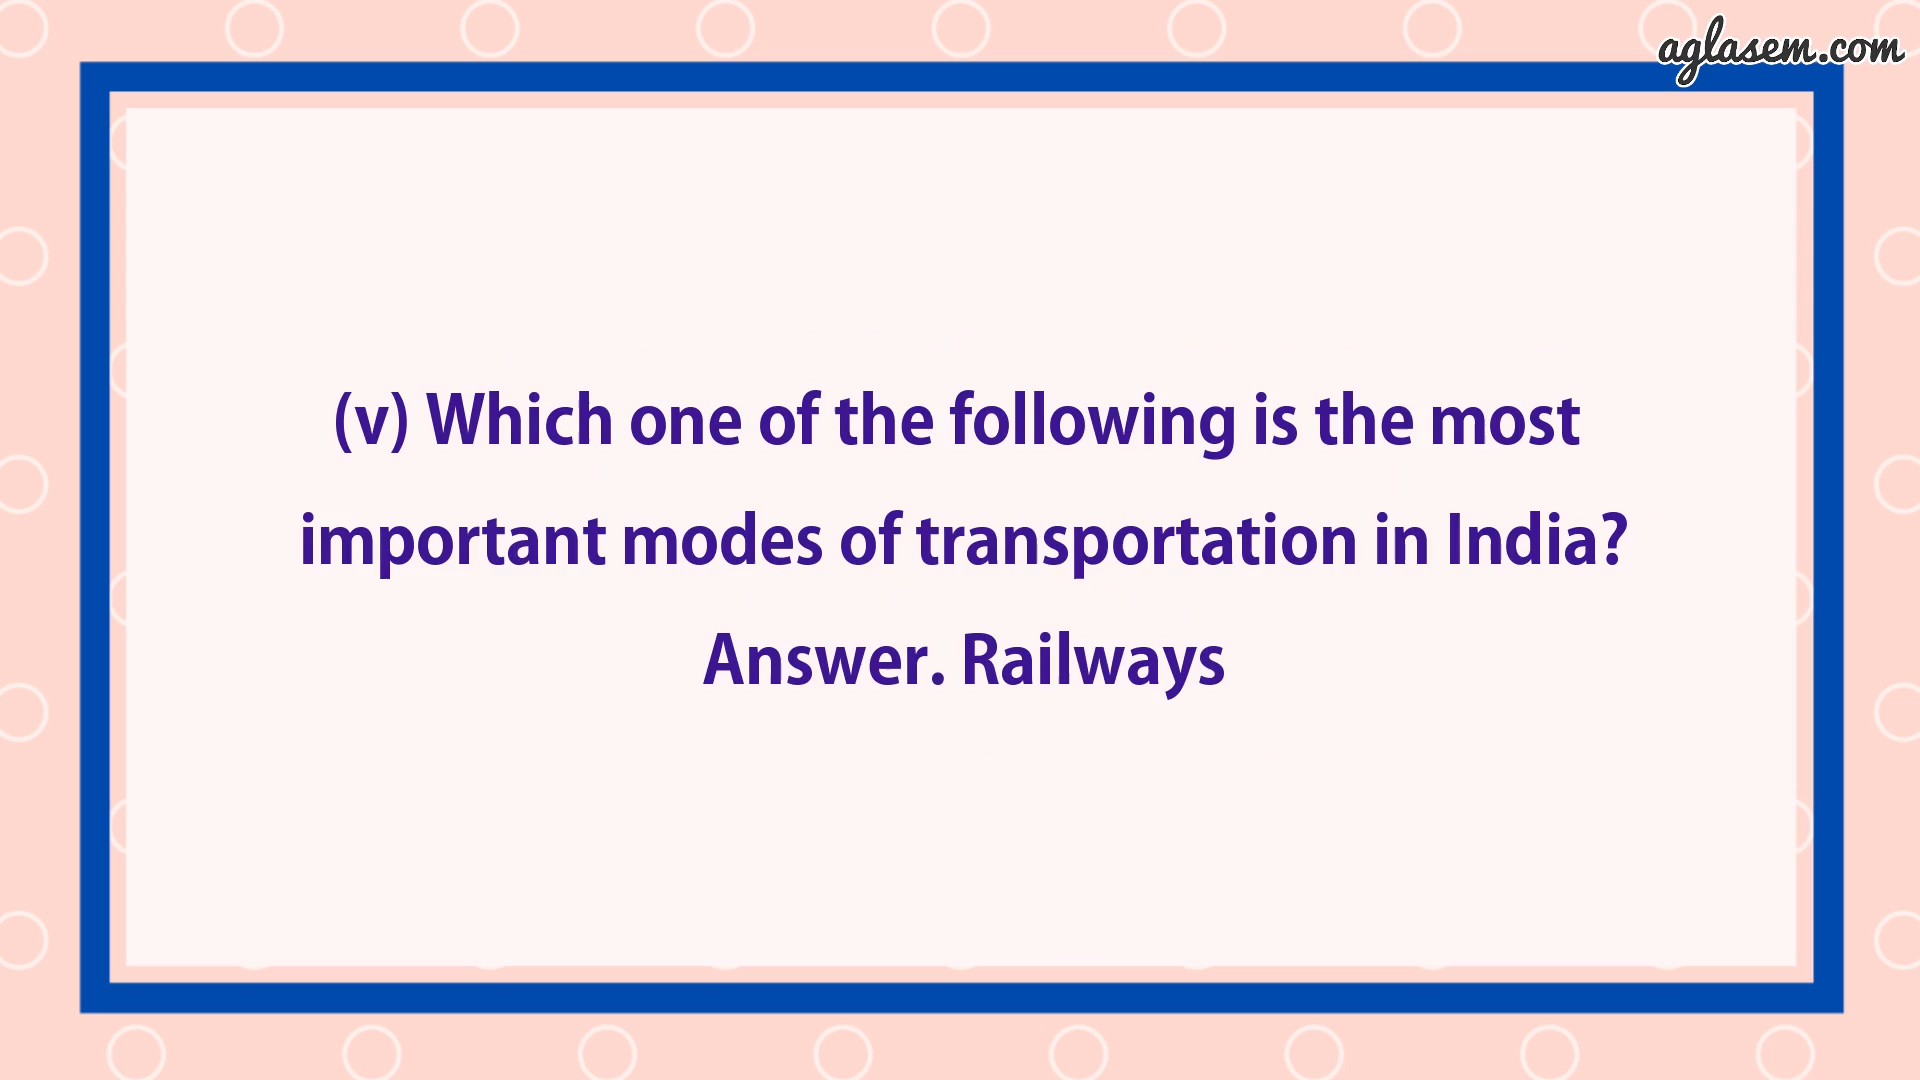 aglasem.com
(v) Which one of the following is the most
important modes of transportation in India?
Answer. Railways